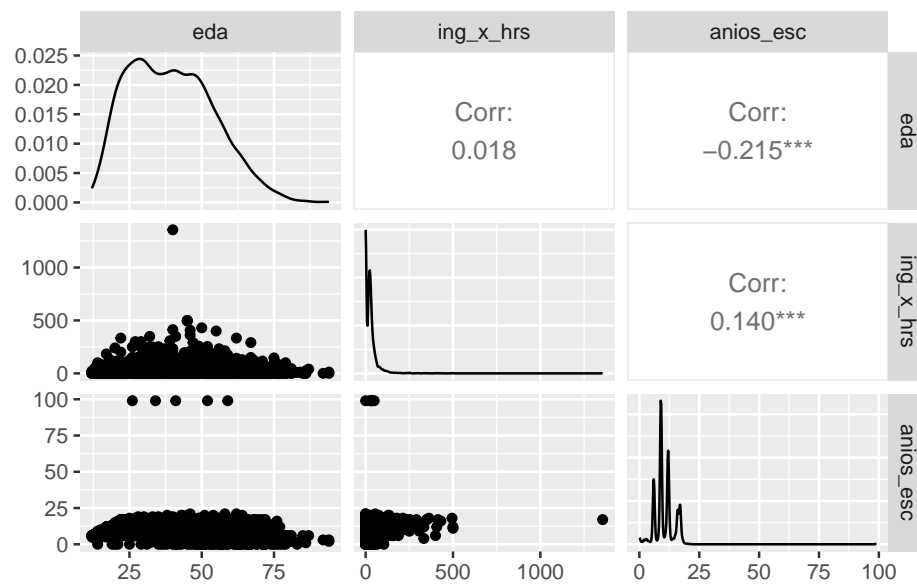 eda ing_x_hrs anios_esc
0.025
0.020
0.015
0.010
0.005
0.000
Corr:
0.018
Corr:
−0.215***
eda
1000
500
0
Corr:
0.140***
ing_x_hrs
100
75
50
25
0
anios_esc
25 50 75 0 500 1000 0 25 50 75 100